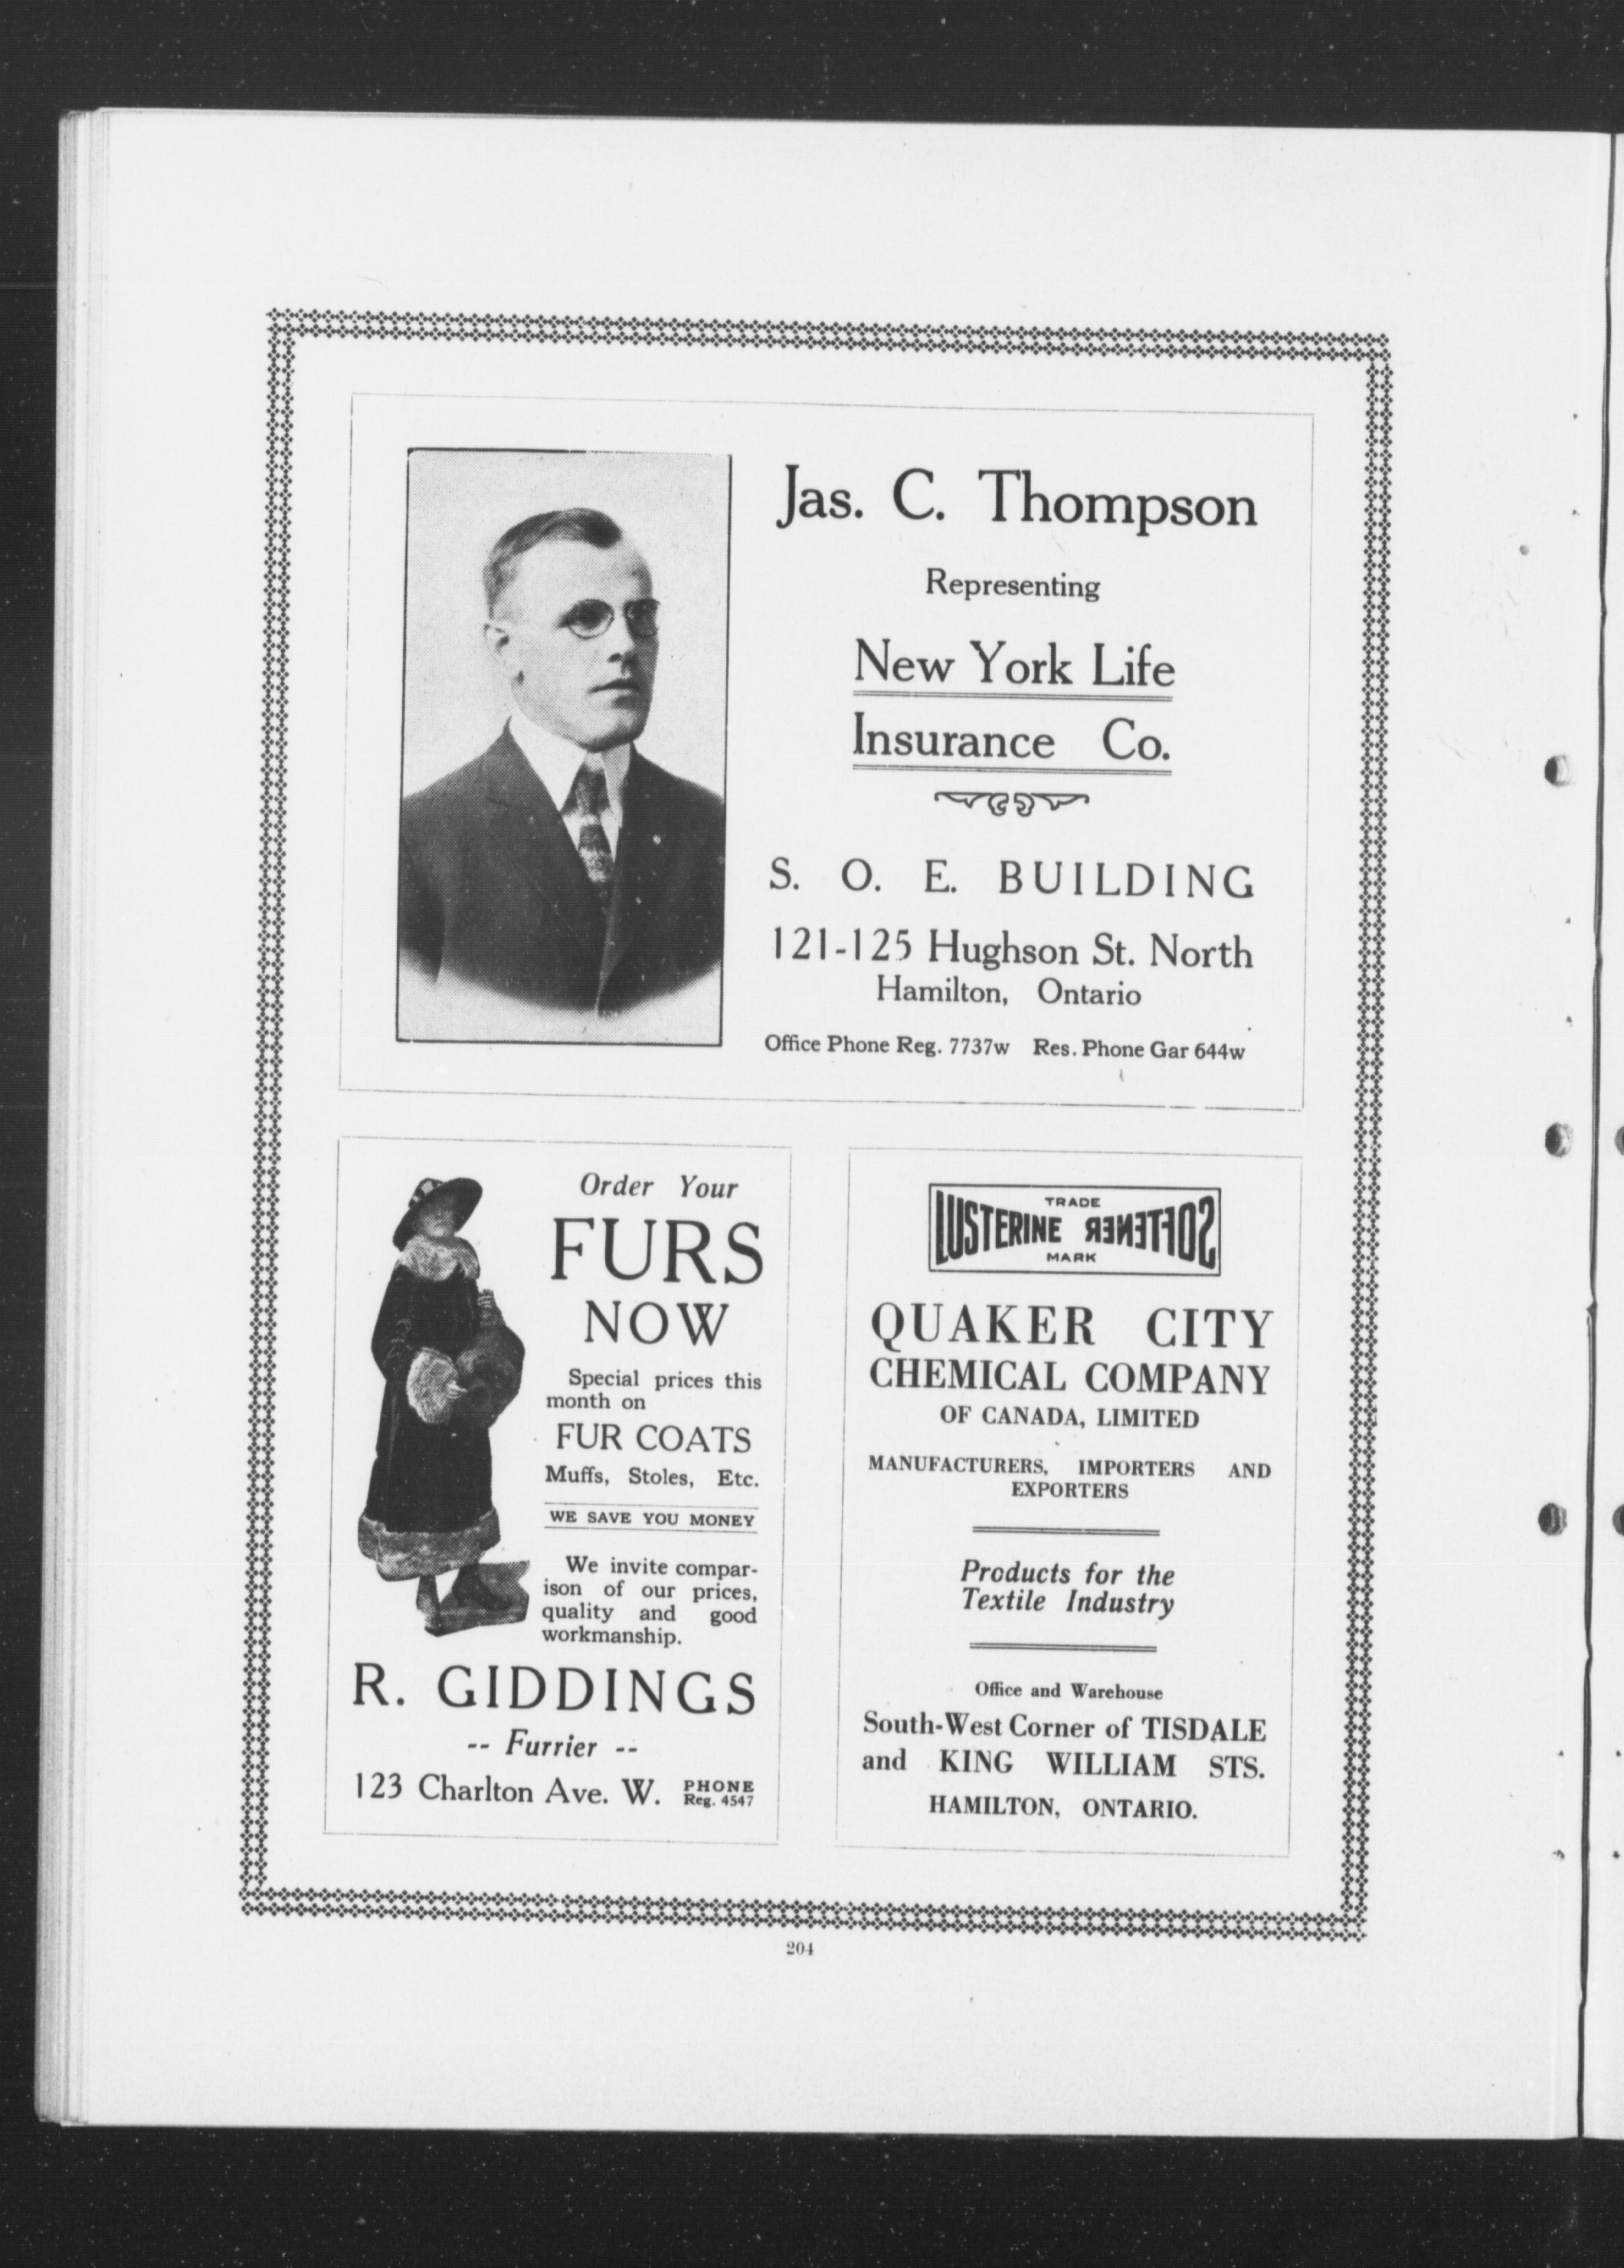 Jas. C. Thompson
Representing
New York Life
Insurance Co.
S. O. E. BUILDING
121-125 Hughson St. North
Hamilton, Ontario
Office Phone Reg. 7737w Res. Phone Gar 644w
Order Your
FURS
NOW
Special prices this
month on
FUR COATS
Muffs, Stoles, Etc.
WE SAVE YOU MONEY
We invite compar-
ison of our prices,
quality and good
workmanship.
R. GIDDINGS
-- Furrier --
123 Charlton Ave. W. PHONE
Reg. 4547
TRADE
LUSTERINE SOFTENER
MARK
QUAKER CITY
CHEMICAL COMPANY
OF CANADA, LIMITED
MANUFACTURERS, IMPORTERS AND
EXPORTERS
Products for the
Textile Industry
Office and Warehouse
South-West Corner of TISDALE
and KING WILLIAM STS.
HAMILTON, ONTARIO.
204